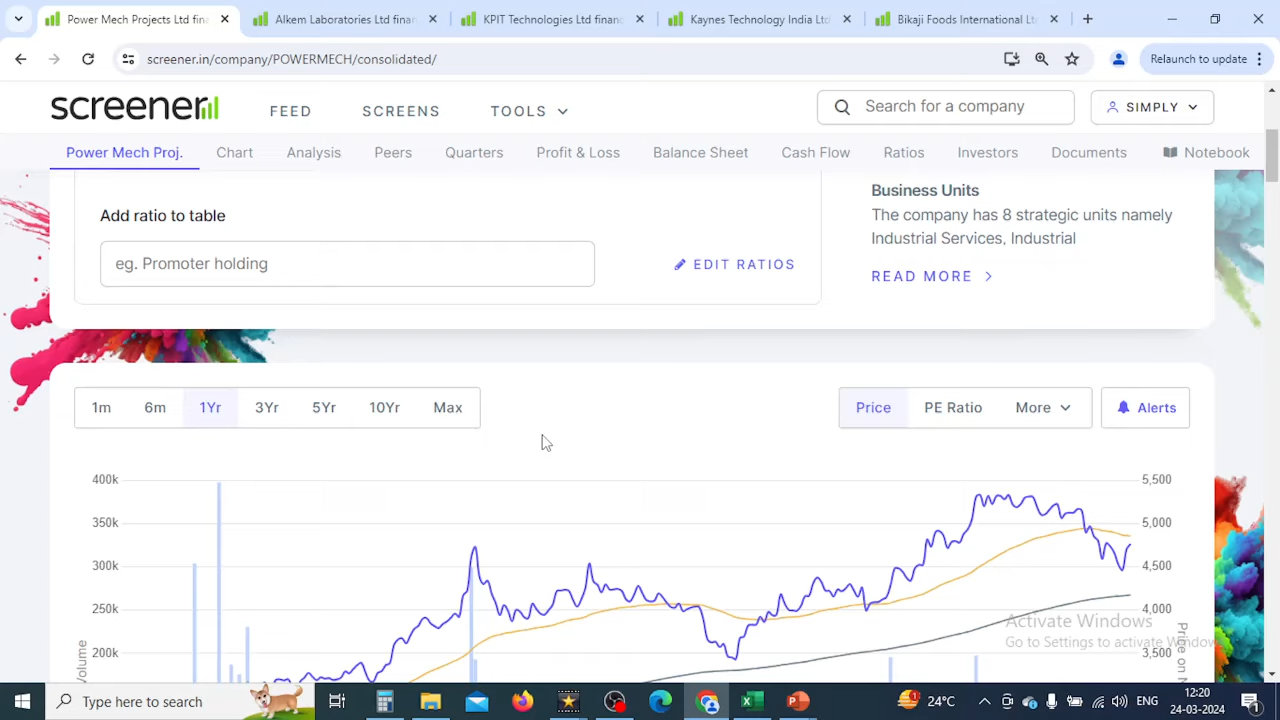 Power Mech Projects Ltd fina
Alkem Laboratories Ltd finan
KPIT Technologies Ltd financ
Kaynes Technology India Ltd
Bikaji Foods International Lt
screener.in/company/POWERMECH/consolidated/
Relaunch to update
screener
FEED
SCREENS
TOOLS
Search for a company
SIMPLY
Power Mech Proj.
Chart
Analysis
Peers
Quarters
Profit & Loss
Balance Sheet
Cash Flow
Ratios
Investors
Documents
Notebook
Add ratio to table
eg. Promoter holding
EDIT RATIOS
Business Units
The company has 8 strategic units namely
Industrial Services, Industrial
READ MORE
1m 6m 1Yr 3Yr 5Yr 10Yr Max
Price PE Ratio More
Alerts
400k
350k
300k
250k
200k
Volume
5,500
5,000
4,500
4,000
3,500
Price on
Activate Windows
Go to Settings to activate Windows
Type here to search
24°C
ENG
12:20
24-03-2024
1